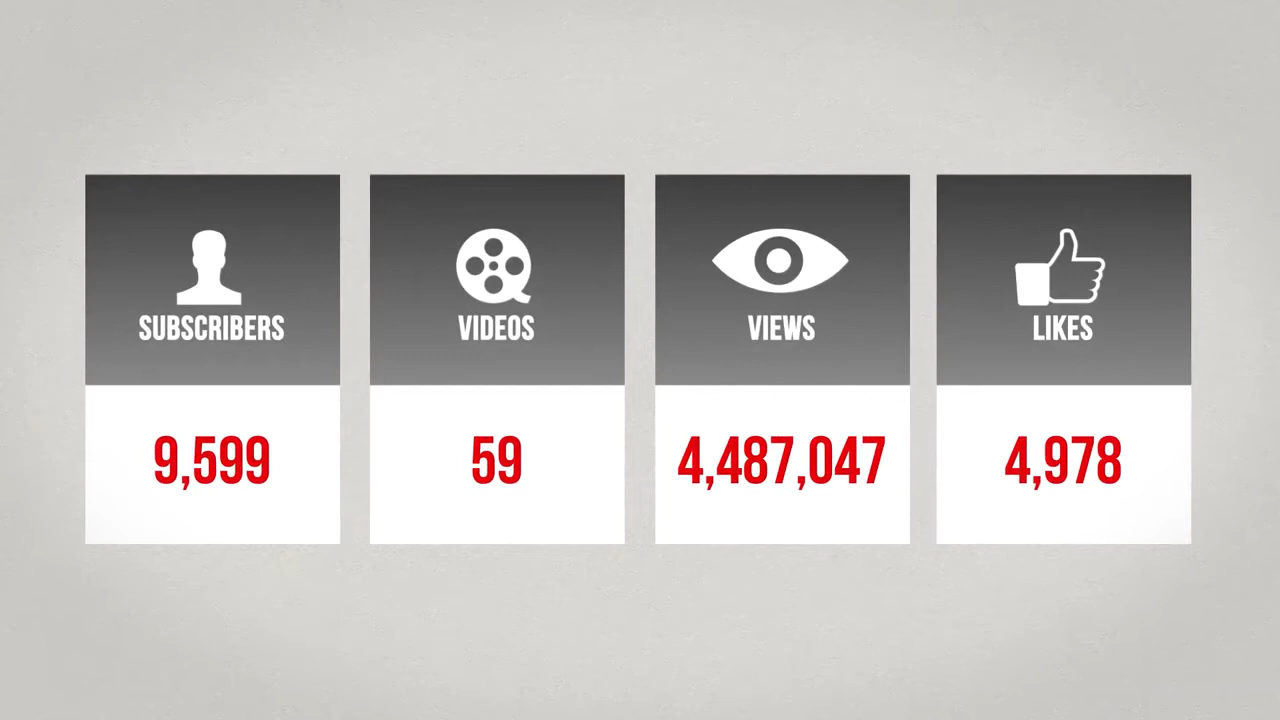 SUBSCRIBERS
9,599
VIDEOS
59
VIEWS
4,487,047
LIKES
4,978